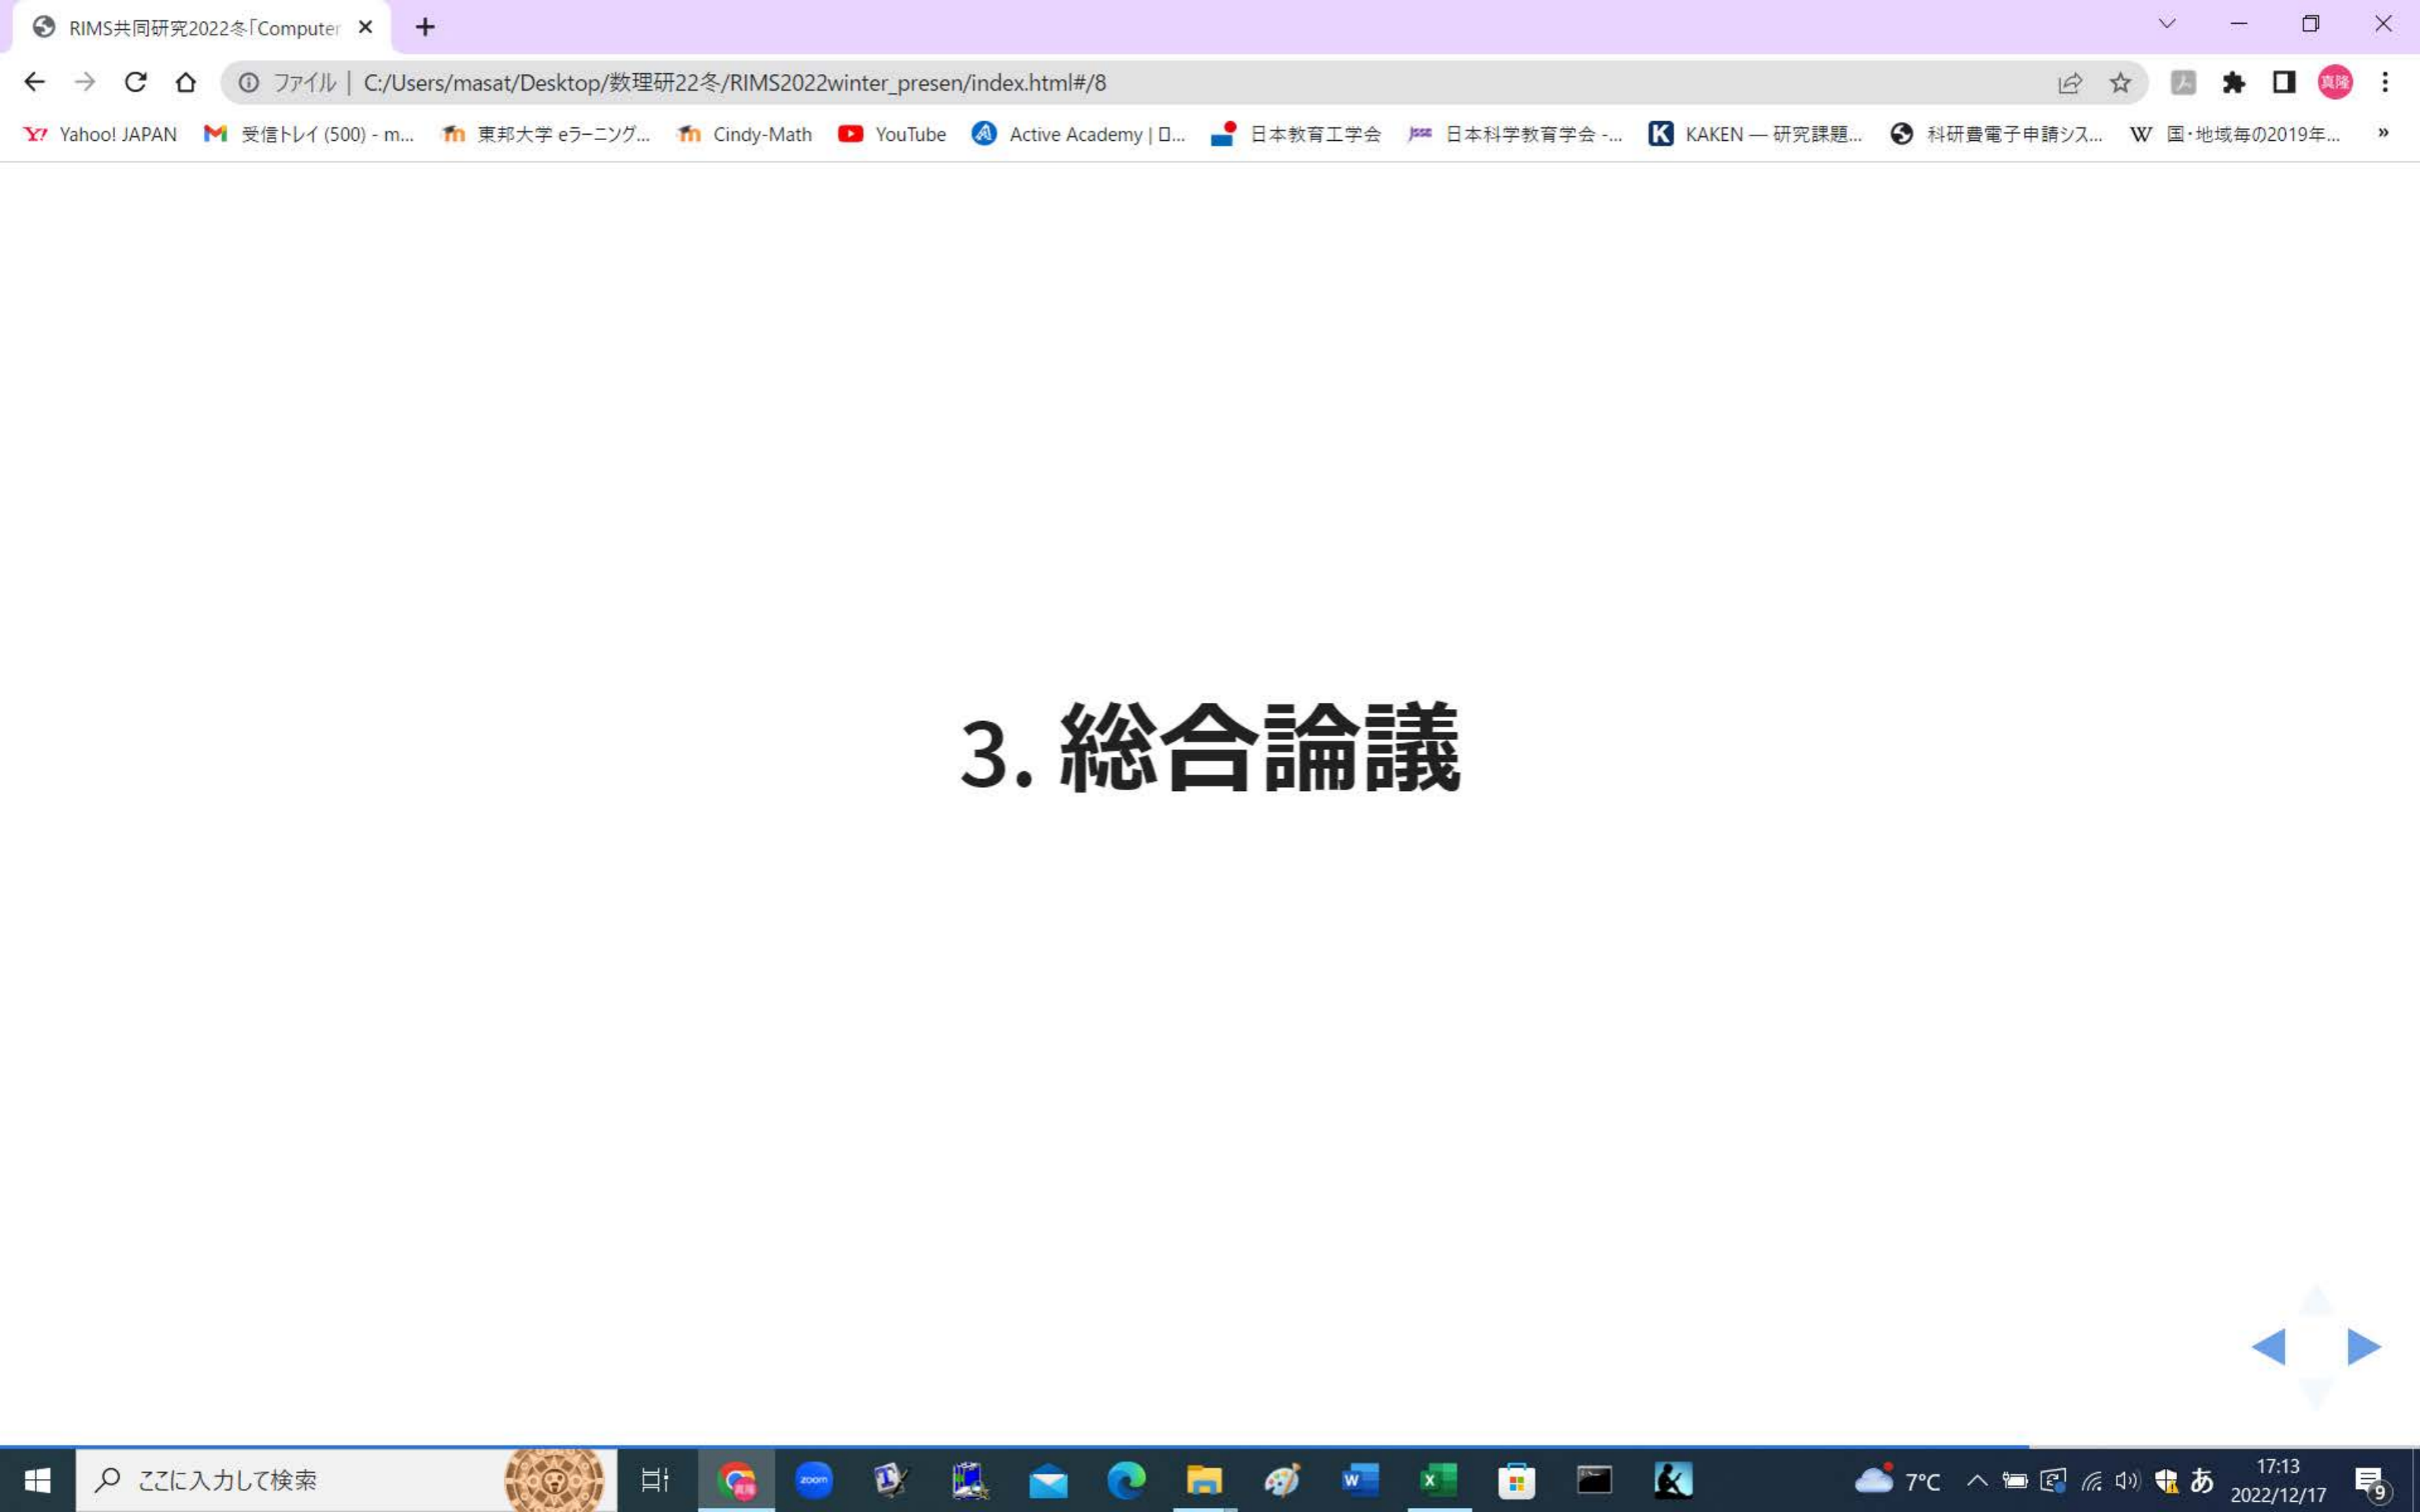 RIMS共同研究2022冬「Computer
ファイル | C:/Users/masat/Desktop/数理研22冬/RIMS2022winter_presen/index.html#/8
真隆
Yahoo! JAPAN 受信トレイ (500) - m... 東邦大学 eラーニング... Cindy-Math YouTube Active Academy | ロ... 日本教育工学会 日本科学教育学会 -... KAKEN — 研究課題... 科研費電子申請シス... 国・地域毎の2019年... »
3. 総合論議
ここに入力して検索
zoom
7°C
あ
17:13
2022/12/17
9